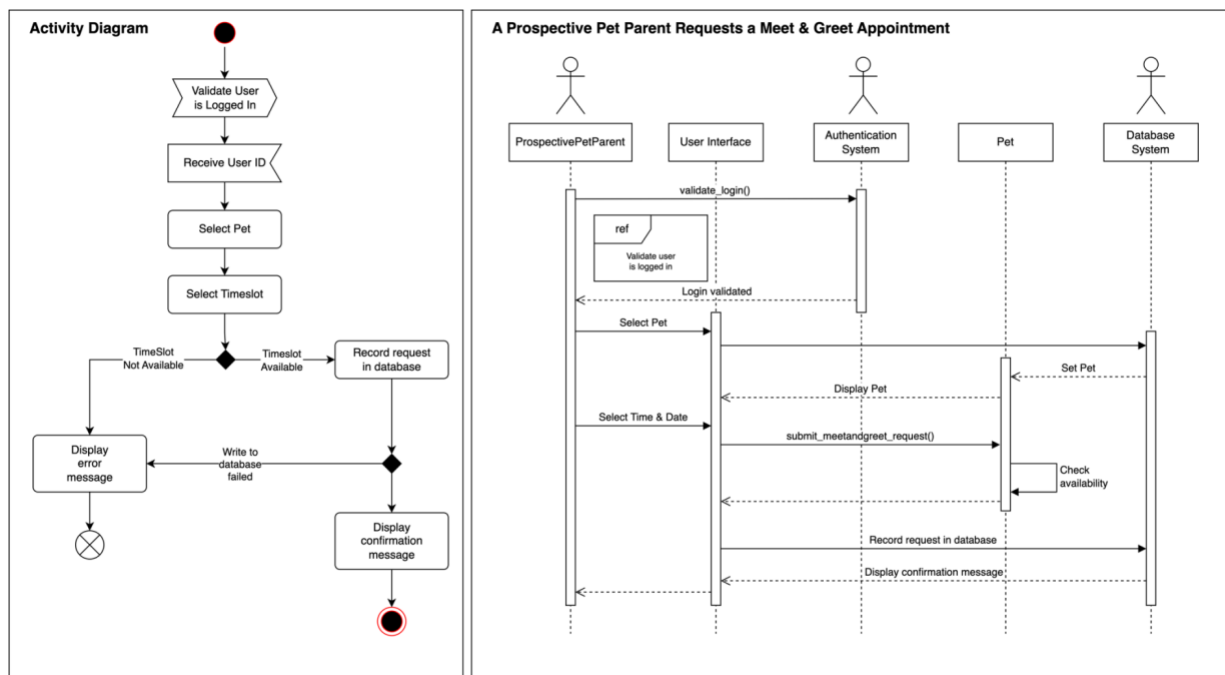 Activity Diagram
Validate User
is Logged In
Receive User ID
Select Pet
Select Timeslot
TimeSlot
Not Available
Timeslot
Available
Record request
in database
Display
error
message
Write to
database
failed
Display
confirmation
message
A Prospective Pet Parent Requests a Meet & Greet Appointment
ProspectivePetParent
User Interface
Authentication
System
Pet
Database
System
validate_login()
ref
Validate user
is logged in
Login validated
Select Pet
Set Pet
Display Pet
Select Time & Date
submit_meetandgreet_request()
Check
availability
Record request in database
Display confirmation message